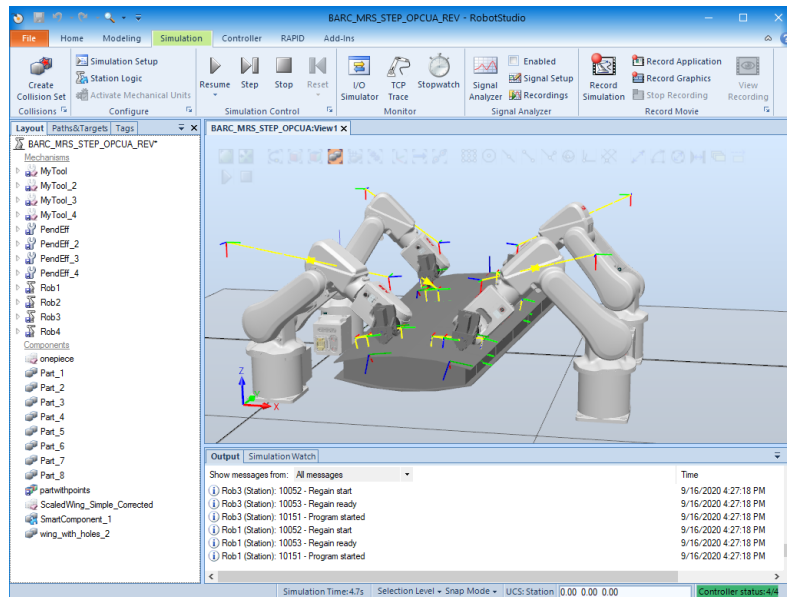 BARC_MRS_STEP_OPCUA_REV - RobotStudio
File Home Modeling Simulation Controller RAPID Add-Ins
Create Collision Set
Collisions
Simulation Setup
Station Logic
Activate Mechanical Units
Configure
Resume Step Stop Reset
Simulation Control
I/O Simulator
TCP Trace
Stopwatch
Monitor
Signal Analyzer
Enabled
Signal Setup
Recordings
Signal Analyzer
Record Simulation
Record Application
Record Graphics
Stop Recording
View Recording
Record Movie
Layout Paths&Targets Tags
BARC_MRS_STEP_OPCUA_REV*
Mechanisms
MyTool
MyTool_2
MyTool_3
MyTool_4
PendEff
PendEff_2
PendEff_3
PendEff_4
Rob1
Rob2
Rob3
Rob4
Components
onepiece
Part_1
Part_2
Part_3
Part_4
Part_5
Part_6
Part_7
Part_8
partwithpoints
ScaledWing_Simple_Corrected
SmartComponent_1
wing_with_holes_2
BARC_MRS_STEP_OPCUA:View1
Z
X
Output Simulation Watch
Show messages from: All messages Time
Rob3 (Station): 10052 - Regain start 9/16/2020 4:27:18 PM
Rob3 (Station): 10053 - Regain ready 9/16/2020 4:27:18 PM
Rob3 (Station): 10151 - Program started 9/16/2020 4:27:18 PM
Rob1 (Station): 10052 - Regain start 9/16/2020 4:27:18 PM
Rob1 (Station): 10053 - Regain ready 9/16/2020 4:27:18 PM
Rob1 (Station): 10151 - Program started 9/16/2020 4:27:18 PM
Simulation Time: 4.7s Selection Level Snap Mode UCS: Station 0.00 0.00 0.00 Controller status: 4/4